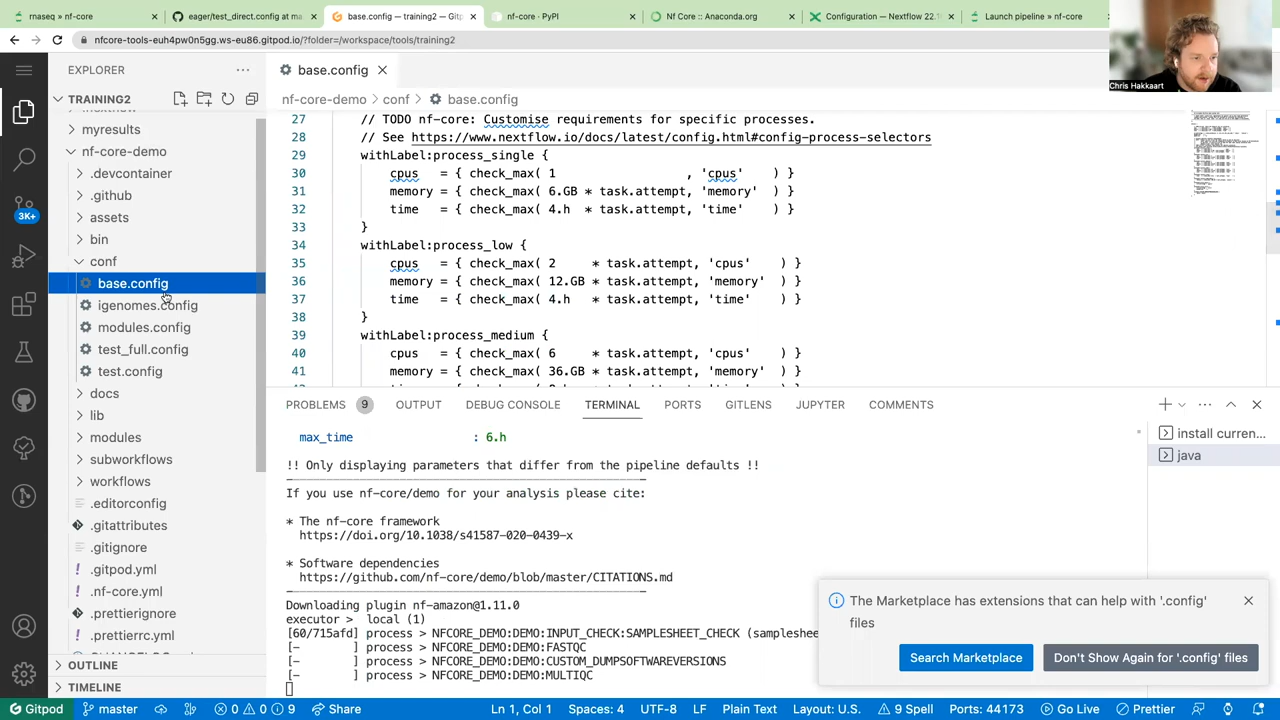 rnaseq » nf-core
eager/test_direct.config at ma
base.config — training2 — Gitp
nf-core · PyPI
Nf Core :: Anaconda.org
Configuration — Nextflow 22.1
Launch pipeline » nf-core
nfcore-tools-euh4pw0n5gg.ws-eu86.gitpod.io/?folder=/workspace/tools/training2
Chris Hakkaart
EXPLORER
TRAINING2
myresults
nf-core-demo
.devcontainer
.github
assets
bin
conf
base.config
igenomes.config
modules.config
test_full.config
test.config
docs
lib
modules
subworkflows
workflows
.editorconfig
.gitattributes
.gitignore
.gitpod.yml
.nf-core.yml
.prettierignore
.prettierrc.yml
OUTLINE
TIMELINE
3K+
base.config
nf-core-demo > conf > base.config
27 // TODO nf-core: Customise requirements for specific processes.
28 // See https://www.nextflow.io/docs/latest/config.html#config-process-selectors
29 withLabel:process_single {
30 cpus = { check_max( 1 , 'cpus' ) }
31 memory = { check_max( 6.GB * task.attempt, 'memory' ) }
32 time = { check_max( 4.h * task.attempt, 'time' ) }
33 }
34 withLabel:process_low {
35 cpus = { check_max( 2 * task.attempt, 'cpus' ) }
36 memory = { check_max( 12.GB * task.attempt, 'memory' ) }
37 time = { check_max( 4.h * task.attempt, 'time' ) }
38 }
39 withLabel:process_medium {
40 cpus = { check_max( 6 * task.attempt, 'cpus' ) }
41 memory = { check_max( 36.GB * task.attempt, 'memory' ) }
PROBLEMS 9 OUTPUT DEBUG CONSOLE TERMINAL PORTS GITLENS JUPYTER COMMENTS
max_time : 6.h
!! Only displaying parameters that differ from the pipeline defaults !!
If you use nf-core/demo for your analysis please cite:
* The nf-core framework
https://doi.org/10.1038/s41587-020-0439-x
* Software dependencies
https://github.com/nf-core/demo/blob/master/CITATIONS.md
Downloading plugin nf-amazon@1.11.0
executor > local (1)
[60/715afd] process > NFCORE_DEMO:DEMO:INPUT_CHECK:SAMPLESHEET_CHECK (sampleshee
[- ] process > NFCORE_DEMO:DEMO:FASTQC
[- ] process > NFCORE_DEMO:DEMO:CUSTOM_DUMPSOFTWAREVERSIONS
[- ] process > NFCORE_DEMO:DEMO:MULTIQC
install curren...
java
The Marketplace has extensions that can help with '.config'
files
Search Marketplace
Don't Show Again for '.config' files
Gitpod master 0 0 9 Share Ln 1, Col 1 Spaces: 4 UTF-8 LF Plain Text Layout: U.S. 9 Spell Ports: 44173 Go Live Prettier